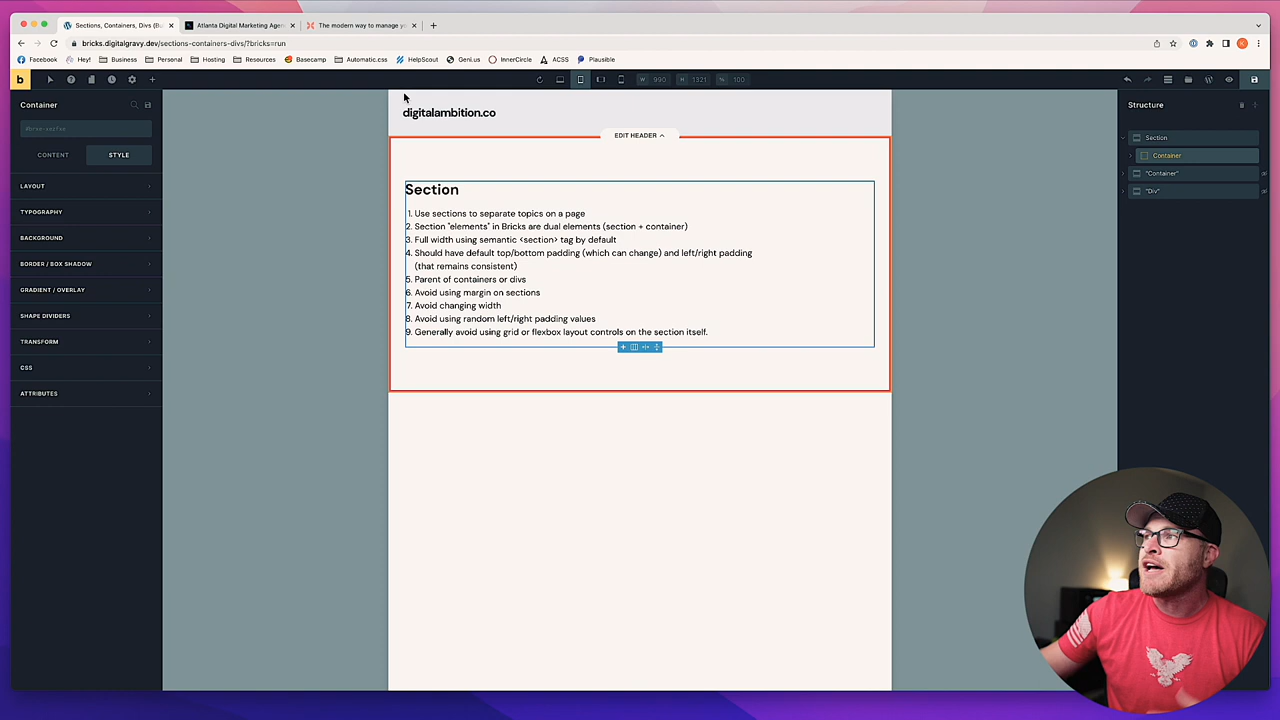 Sections, Containers, Divs (Bu
Atlanta Digital Marketing Agen
The modern way to manage yo
bricks.digitalgravy.dev/sections-containers-divs/?bricks=run
Facebook
Hey!
Business
Personal
Hosting
Resources
Automatic.css
HelpScout
Basecamp
Geni.us
InnerCircle
ACSS
Plausible
b
W 990
H 1321
% 100
Container
CONTENT
STYLE
LAYOUT
TYPOGRAPHY
BACKGROUND
BORDER / BOX SHADOW
GRADIENT / OVERLAY
SHAPE DIVIDERS
TRANSFORM
CSS
ATTRIBUTES
digitalambition.co
EDIT HEADER
Section
1. Use sections to separate topics on a page
2. Section "elements" in Bricks are dual elements (section + container)
3. Full width using semantic <section> tag by default
4. Should have default top/bottom padding (which can change) and left/right padding
(that remains consistent)
5. Parent of containers or divs
6. Avoid using margin on sections
7. Avoid changing width
8. Avoid using random left/right padding values
9. Generally avoid using grid or flexbox layout controls on the section itself.
Structure
Section
Container
"Container"
"Div"